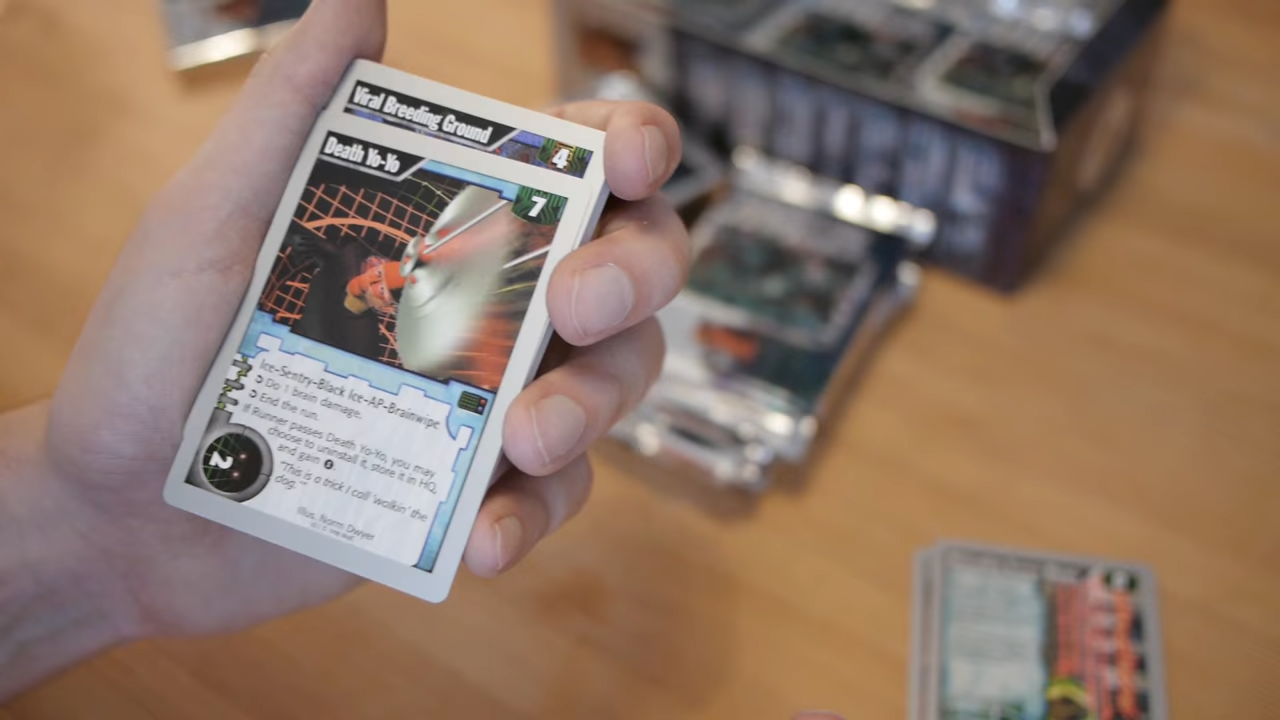 Viral Breeding Ground
4
Death Yo-Yo
7
Ice-Sentry-Black Ice-AP-Brainwipe
Do 1 brain damage.
End the run.
If Runner passes Death Yo-Yo, you may
choose to uninstall it, store it in HQ,
and gain 2.
"This is a trick I call 'walkin' the
dog.'"
2
Illus. Norm Dwyer